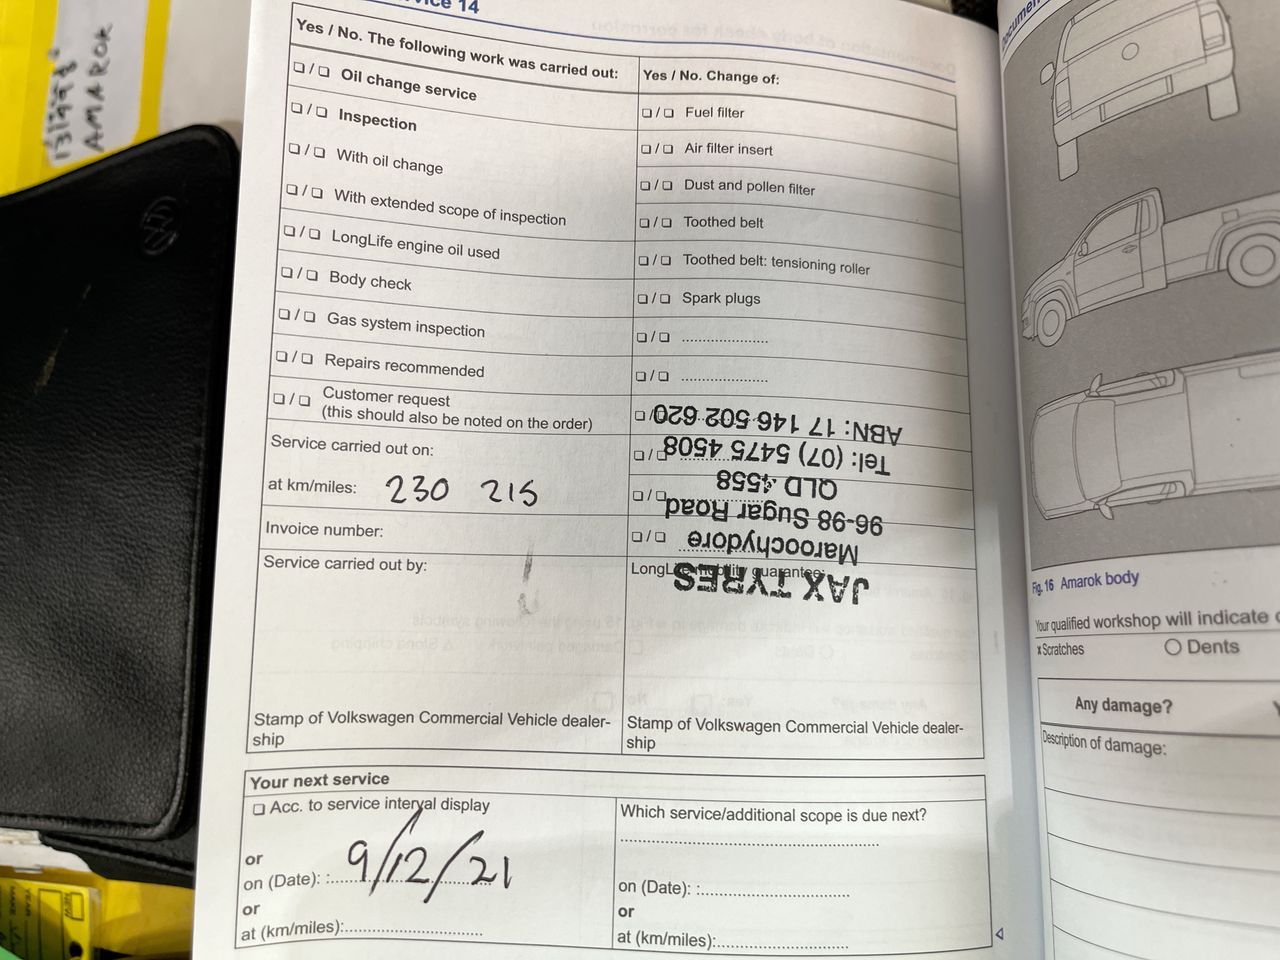 vice 14
Yes / No. The following work was carried out:
❑ / ❑ Oil change service
❑ / ❑ Inspection
❑ / ❑ With oil change
❑ / ❑ With extended scope of inspection
❑ / ❑ LongLife engine oil used
❑ / ❑ Body check
❑ / ❑ Gas system inspection
❑ / ❑ Repairs recommended
❑ / ❑ Customer request
(this should also be noted on the order)
Service carried out on:
at km/miles: 230 215
Invoice number:
Service carried out by:
Stamp of Volkswagen Commercial Vehicle dealer-
ship
Yes / No. Change of:
❑ / ❑ Fuel filter
❑ / ❑ Air filter insert
❑ / ❑ Dust and pollen filter
❑ / ❑ Toothed belt
❑ / ❑ Toothed belt: tensioning roller
❑ / ❑ Spark plugs
❑ / ❑ ......................
❑ / ❑ ......................
❑ / ❑
❑ / ❑
❑ / ❑
❑ / ❑
LongLife mobility guarantee:
JAX TYRES
Maroochydore
96-98 Sugar Road
QLD 4558
Tel: (07) 5475 4508
ABN: 17 146 502 620
Stamp of Volkswagen Commercial Vehicle dealer-
ship
Your next service
❑ Acc. to service interval display
or
on (Date): : 9/12/21
or
at (km/miles):
Which service/additional scope is due next?
on (Date): :
or
at (km/miles):
Fig. 16 Amarok body
Your qualified workshop will indicate
x Scratches
○ Dents
Any damage?
Description of damage:
AMAROK